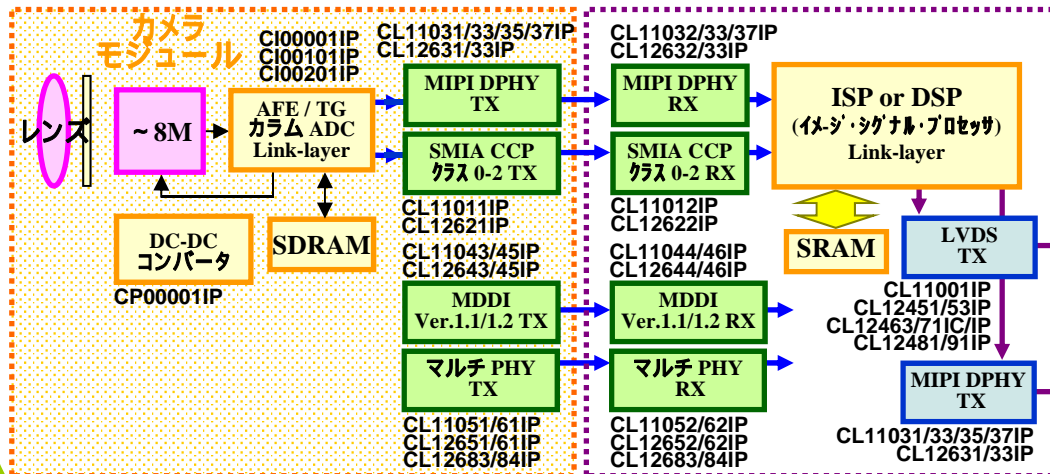 カメラ
モジュール
CI00001IP
CI00101IP
CI00201IP
CL11031/33/35/37IP
CL12631/33IP
CL11032/33/37IP
CL12632/33IP
レンズ
~8M
AFE / TG
カラム ADC
Link-layer
MIPI DPHY
TX
MIPI DPHY
RX
ISP or DSP
(イメージ・シグナル・プロセッサ)
Link-layer
SMIA CCP
クラス 0-2 TX
SMIA CCP
クラス 0-2 RX
CL11011IP
CL12621IP
CL11012IP
CL12622IP
DC-DC
コンバータ
CP00001IP
SDRAM
SRAM
LVDS
TX
CL11001IP
CL12451/53IP
CL12463/71IC/IP
CL12481/91IP
CL11043/45IP
CL12643/45IP
CL11044/46IP
CL12644/46IP
MDDI
Ver.1.1/1.2 TX
MDDI
Ver.1.1/1.2 RX
マルチ PHY
TX
マルチ PHY
RX
MIPI DPHY
TX
CL11051/61IP
CL12651/61IP
CL12683/84IP
CL11052/62IP
CL12652/62IP
CL12683/84IP
CL11031/33/35/37IP
CL12631/33IP